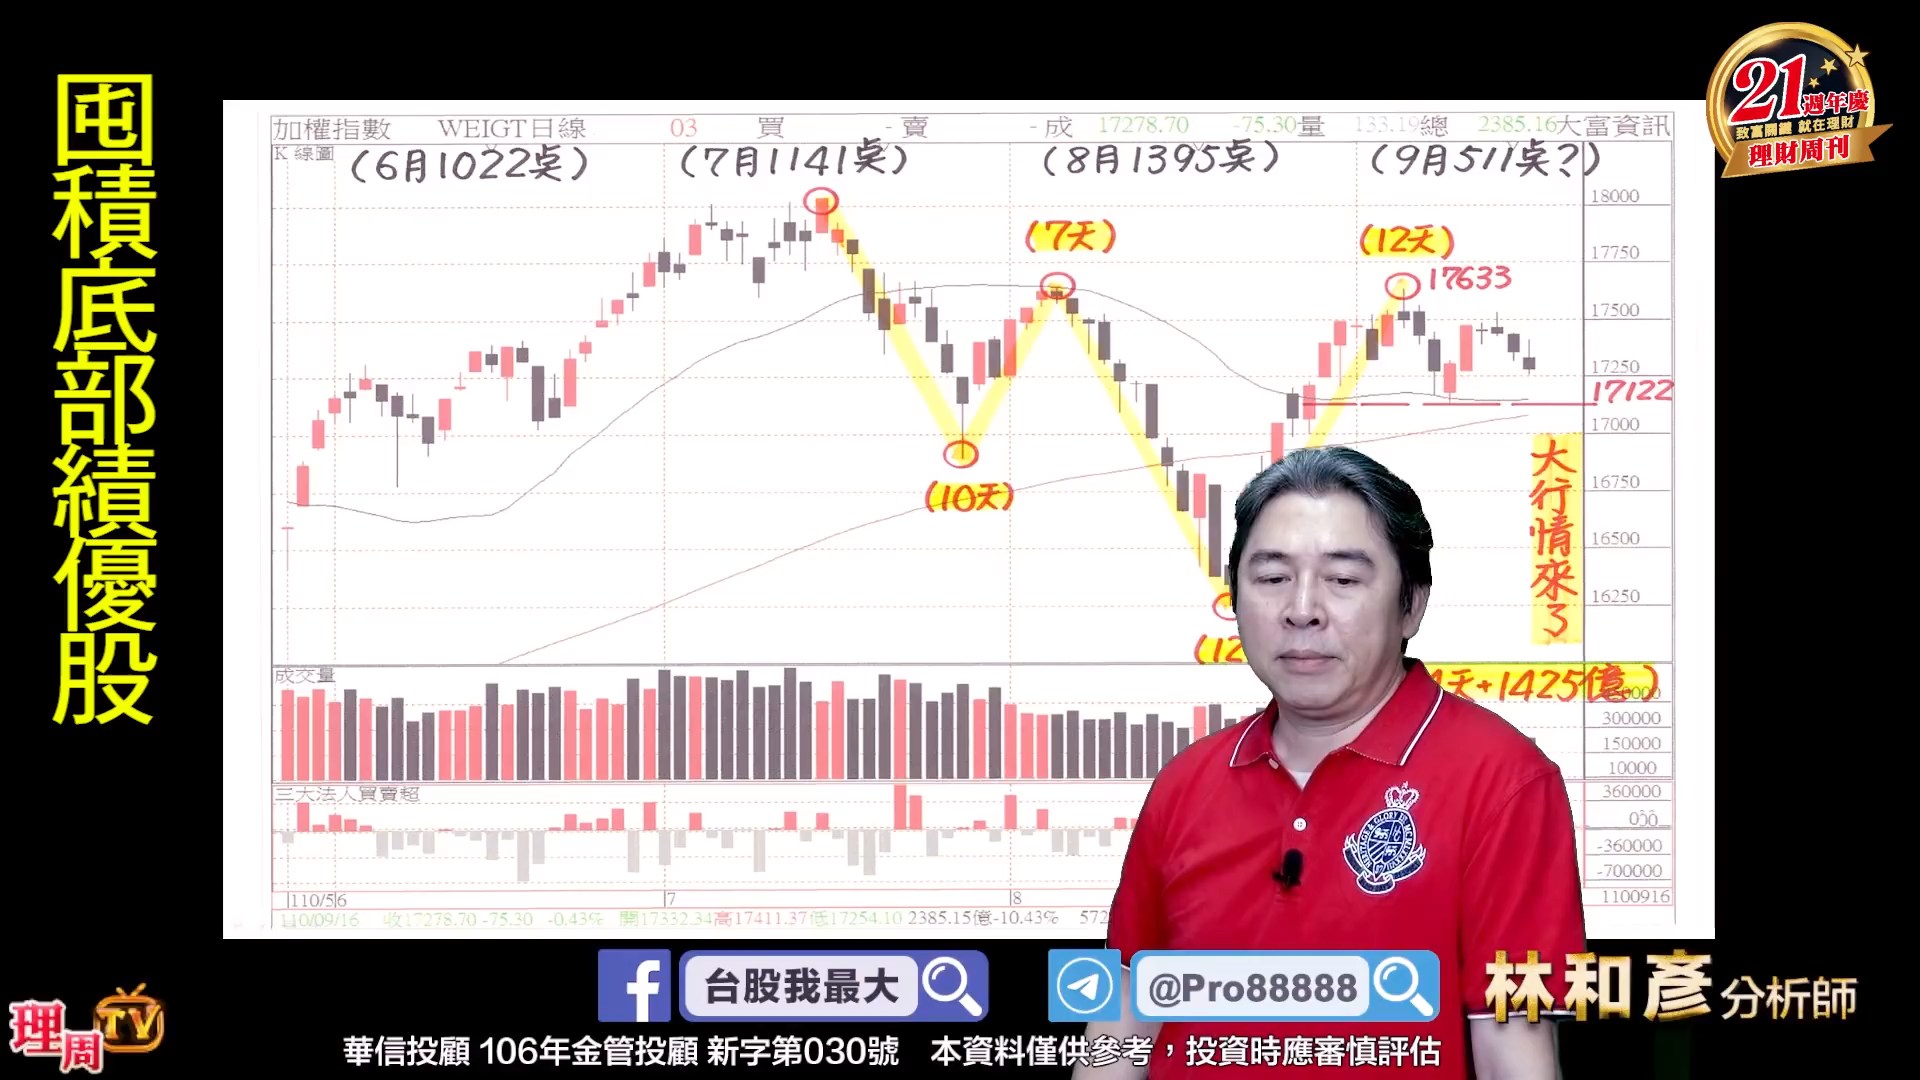 囤積底部績優股
21週年慶
致富關鍵 就在理財
理財周刊
加權指數 WEIGT日線 03 買 - 賣 - 成 17278.70 -75.30量 133.19總 2385.16大富資訊
K 線圖
(6月1022点) (7月1141点) (8月1395点) (9月511点?)
18000
(7天) (12天)
17750
17633
17500
17250
17122
17000
(10天)
16750
16500
16250
大行情來了
(12
天+1425億)
成交量
300000
150000
10000
三大法人買賣超
360000
-360000
-700000
110/5 6 7 8 1100916
110/09/16 收17278.70 -75.30 -0.43% 開17332.34高17411.37低17254.10 2385.15億-10.43% 572
台股我最大
@Pro88888
林和彥 分析師
理周TV
華信投顧 106年金管投顧 新字第030號 本資料僅供參考，投資時應審慎評估